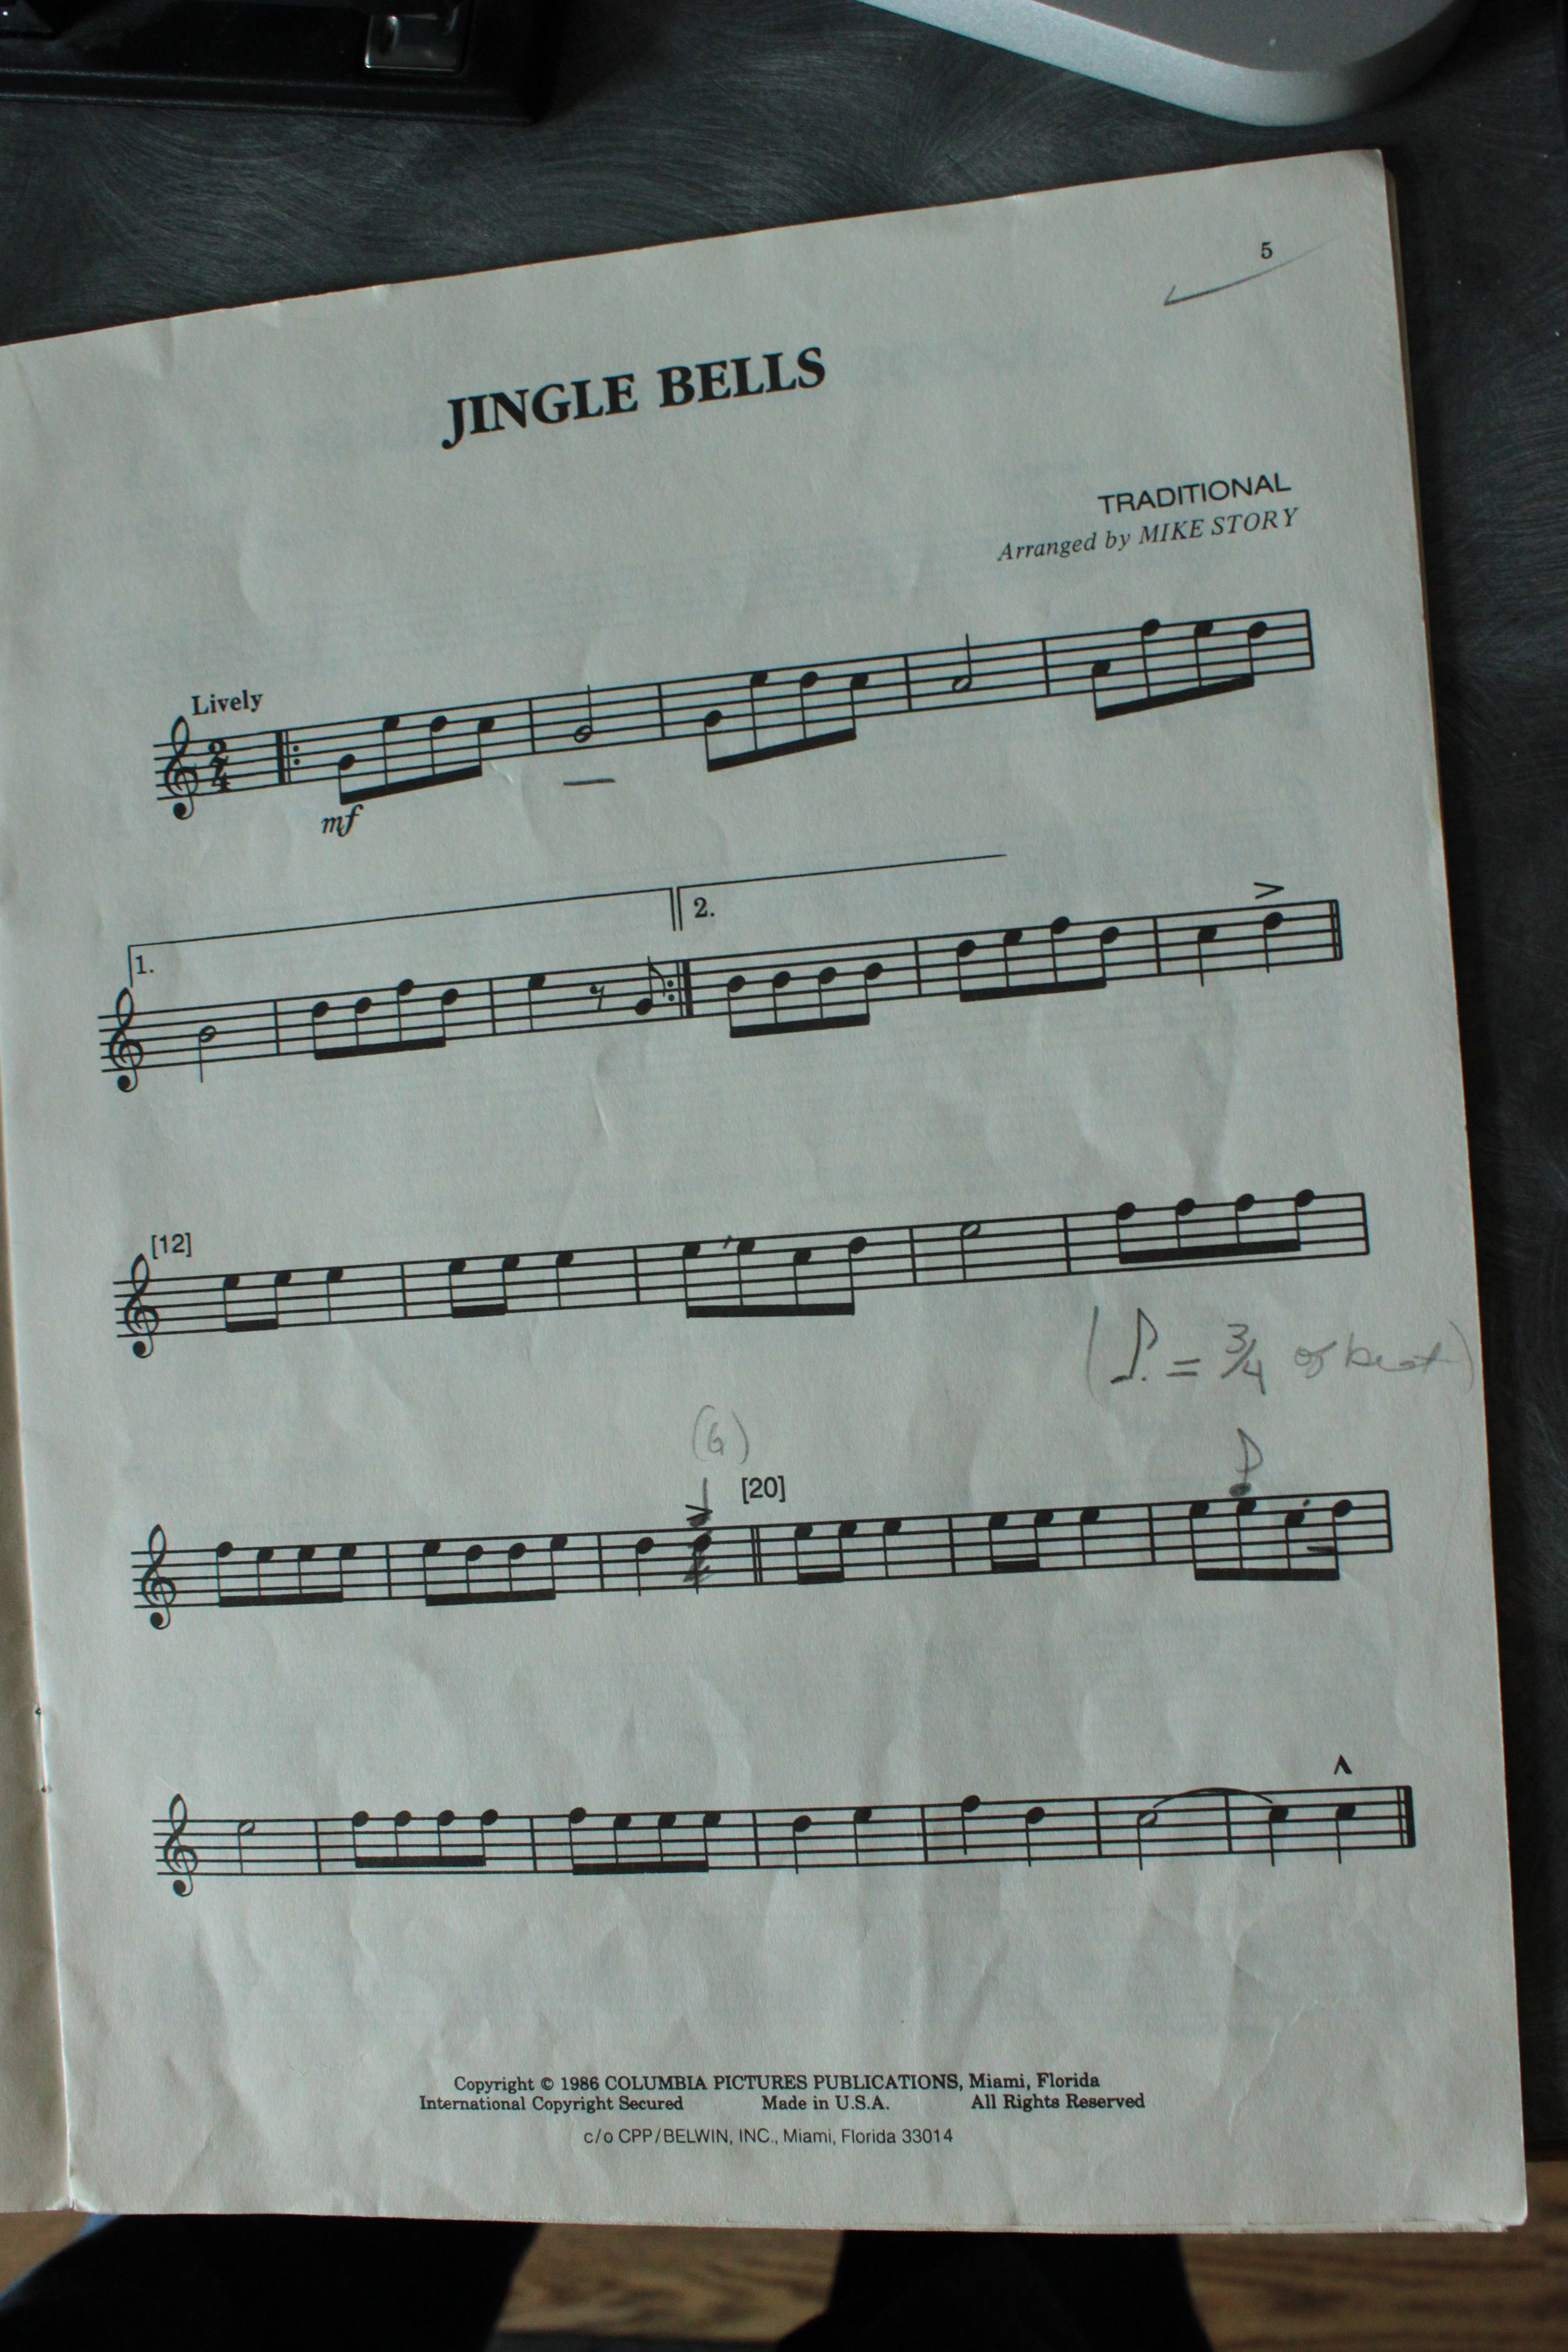 5
JINGLE BELLS
TRADITIONAL
Arranged by MIKE STORY
Lively
2
4
mf
1.
2.
[12]
(♪. = 3/4 of beat)
(G)
[20]
Copyright © 1986 COLUMBIA PICTURES PUBLICATIONS, Miami, Florida
International Copyright Secured Made in U.S.A. All Rights Reserved
c/o CPP/BELWIN, INC., Miami, Florida 33014